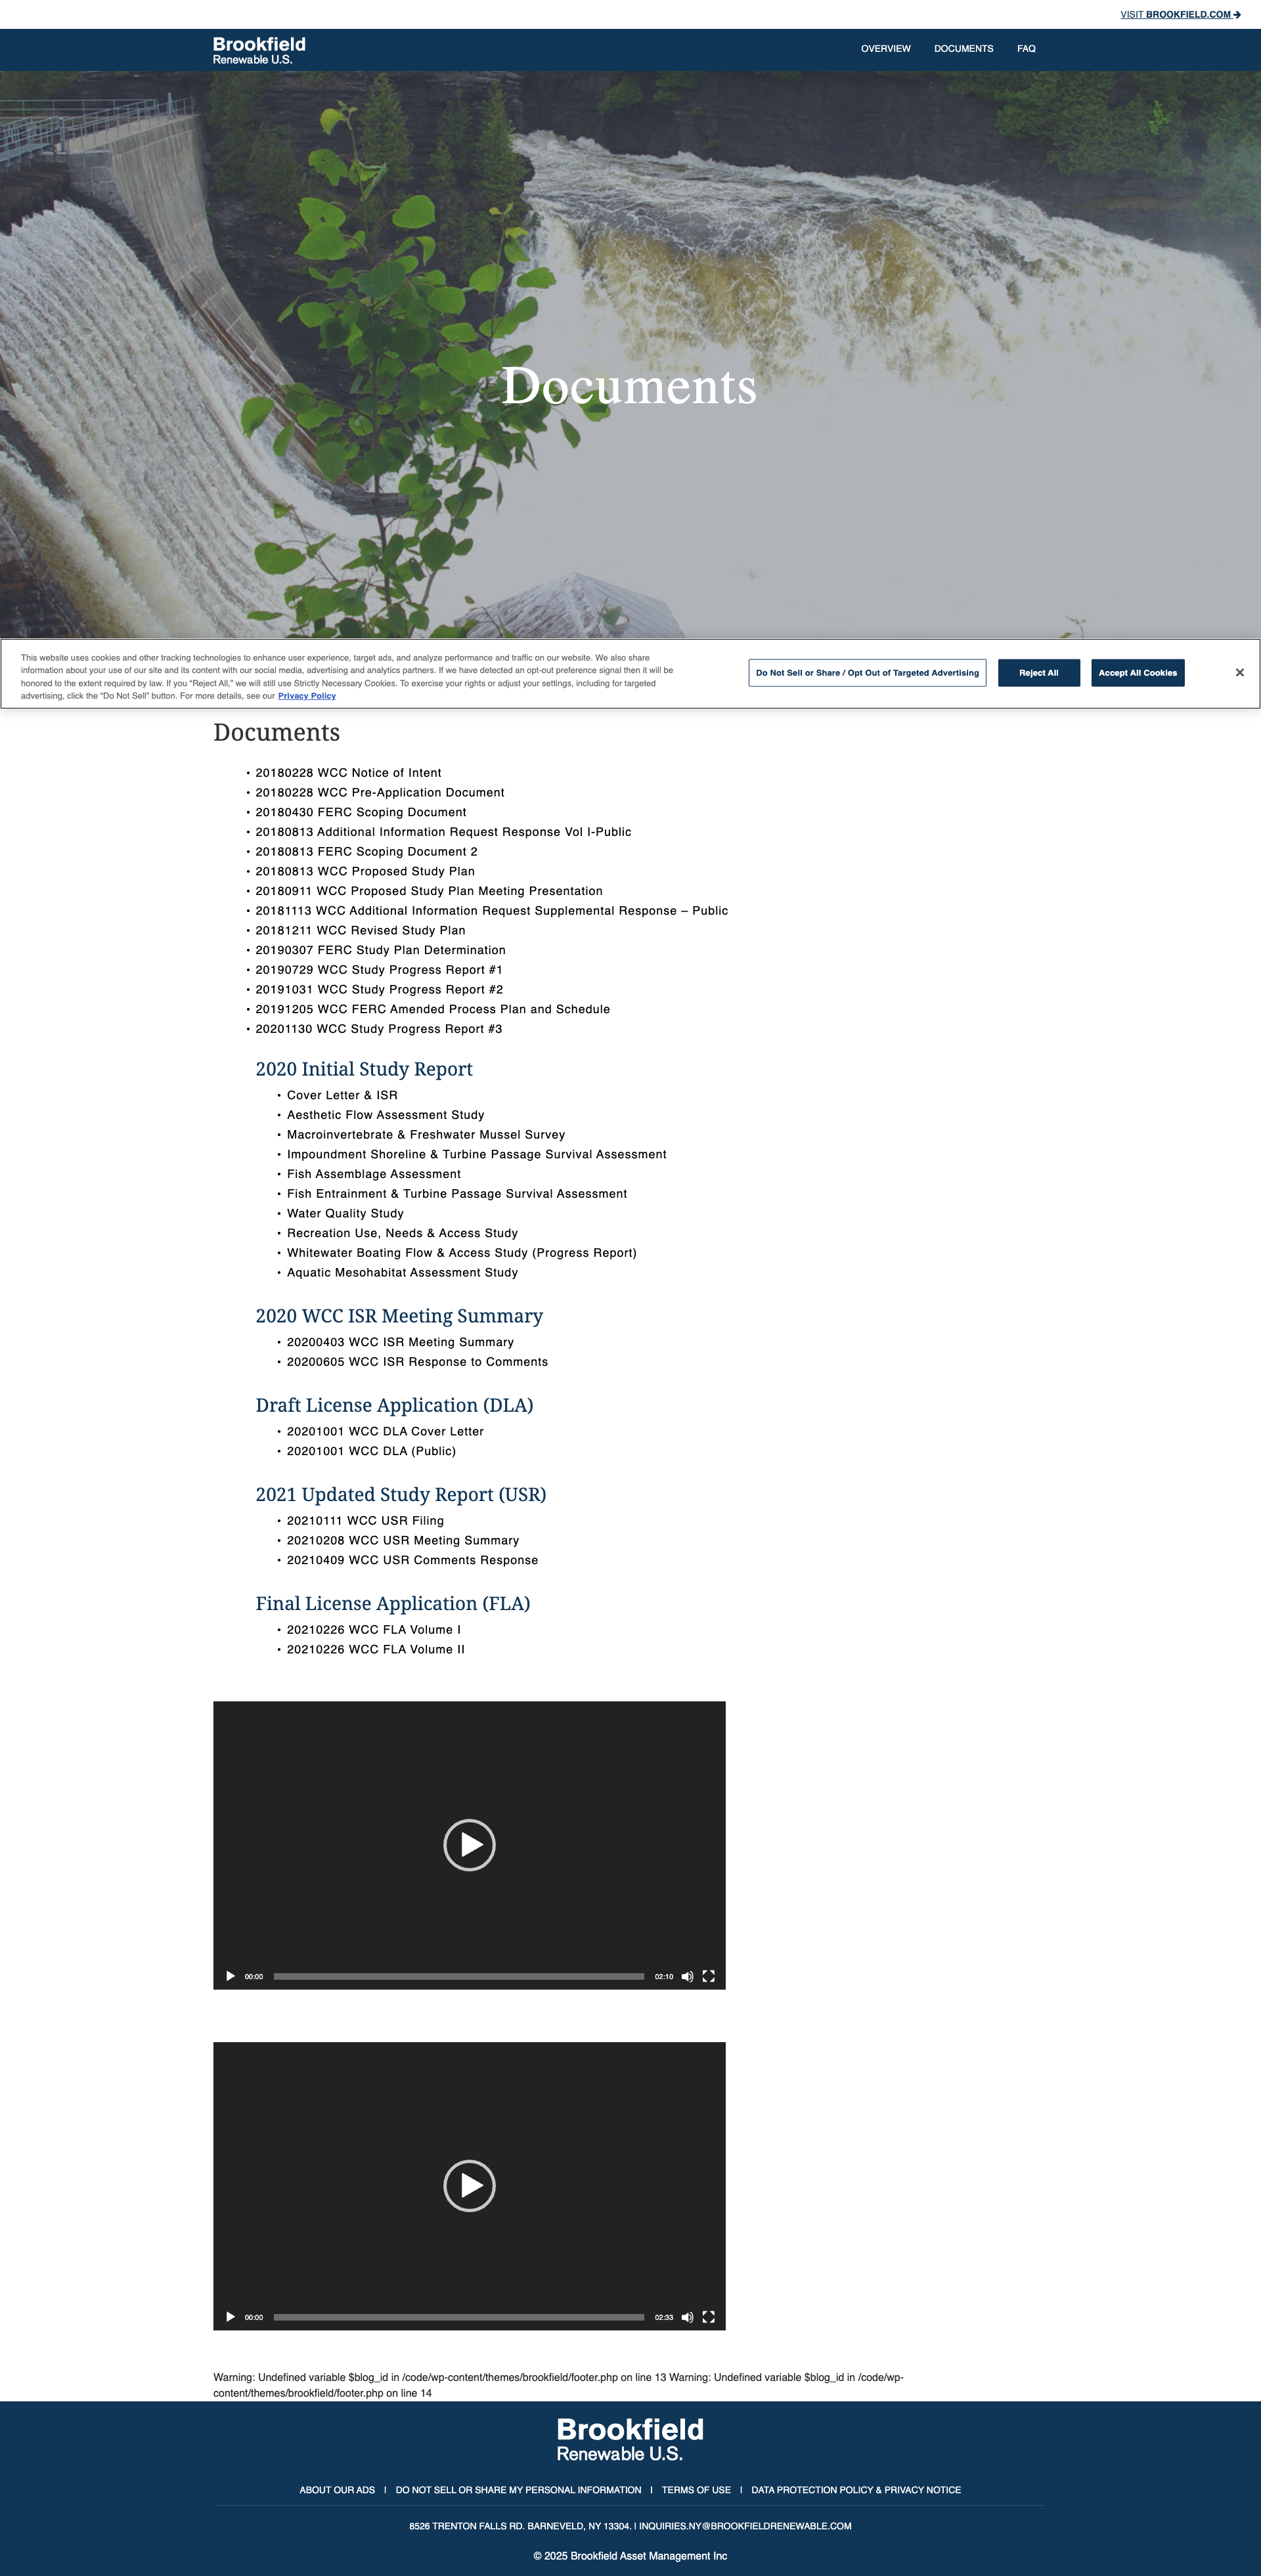 VISIT BROOKFIELD.COM
Brookfield
Renewable U.S.
OVERVIEW DOCUMENTS FAQ
Documents
This website uses cookies and other tracking technologies to enhance user experience, target ads, and analyze performance and traffic on our website. We also share
information about your use of our site and its content with our social media, advertising and analytics partners. If we have detected an opt-out preference signal then it will be
honored to the extent required by law. If you “Reject All,” we will still use Strictly Necessary Cookies. To exercise your rights or adjust your settings, including for targeted
advertising, click the “Do Not Sell” button. For more details, see our Privacy Policy
Do Not Sell or Share / Opt Out of Targeted Advertising
Reject All
Accept All Cookies
Documents
• 20180228 WCC Notice of Intent
• 20180228 WCC Pre-Application Document
• 20180430 FERC Scoping Document
• 20180813 Additional Information Request Response Vol I-Public
• 20180813 FERC Scoping Document 2
• 20180813 WCC Proposed Study Plan
• 20180911 WCC Proposed Study Plan Meeting Presentation
• 20181113 WCC Additional Information Request Supplemental Response – Public
• 20181211 WCC Revised Study Plan
• 20190307 FERC Study Plan Determination
• 20190729 WCC Study Progress Report #1
• 20191031 WCC Study Progress Report #2
• 20191205 WCC FERC Amended Process Plan and Schedule
• 20201130 WCC Study Progress Report #3
2020 Initial Study Report
• Cover Letter & ISR
• Aesthetic Flow Assessment Study
• Macroinvertebrate & Freshwater Mussel Survey
• Impoundment Shoreline & Turbine Passage Survival Assessment
• Fish Assemblage Assessment
• Fish Entrainment & Turbine Passage Survival Assessment
• Water Quality Study
• Recreation Use, Needs & Access Study
• Whitewater Boating Flow & Access Study (Progress Report)
• Aquatic Mesohabitat Assessment Study
2020 WCC ISR Meeting Summary
• 20200403 WCC ISR Meeting Summary
• 20200605 WCC ISR Response to Comments
Draft License Application (DLA)
• 20201001 WCC DLA Cover Letter
• 20201001 WCC DLA (Public)
2021 Updated Study Report (USR)
• 20210111 WCC USR Filing
• 20210208 WCC USR Meeting Summary
• 20210409 WCC USR Comments Response
Final License Application (FLA)
• 20210226 WCC FLA Volume I
• 20210226 WCC FLA Volume II
00:00 02:10
00:00 02:33
Warning: Undefined variable $blog_id in /code/wp-content/themes/brookfield/footer.php on line 13 Warning: Undefined variable $blog_id in /code/wp-
content/themes/brookfield/footer.php on line 14
Brookfield
Renewable U.S.
ABOUT OUR ADS | DO NOT SELL OR SHARE MY PERSONAL INFORMATION | TERMS OF USE | DATA PROTECTION POLICY & PRIVACY NOTICE
8526 TRENTON FALLS RD. BARNEVELD, NY 13304. | INQUIRIES.NY@BROOKFIELDRENEWABLE.COM
© 2025 Brookfield Asset Management Inc